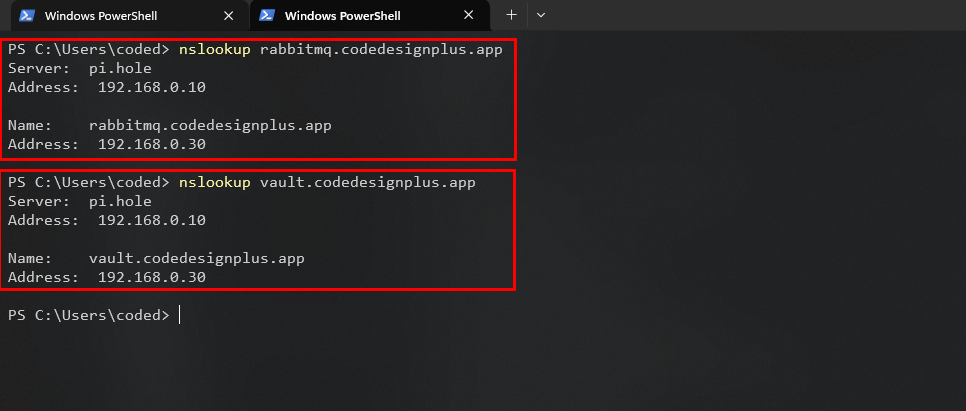 Windows PowerShell
Windows PowerShell
PS C:\Users\coded> nslookup rabbitmq.codedesignplus.app
Server:  pi.hole
Address:  192.168.0.10
Name:    rabbitmq.codedesignplus.app
Address:  192.168.0.30
PS C:\Users\coded> nslookup vault.codedesignplus.app
Server:  pi.hole
Address:  192.168.0.10
Name:    vault.codedesignplus.app
Address:  192.168.0.30
PS C:\Users\coded>